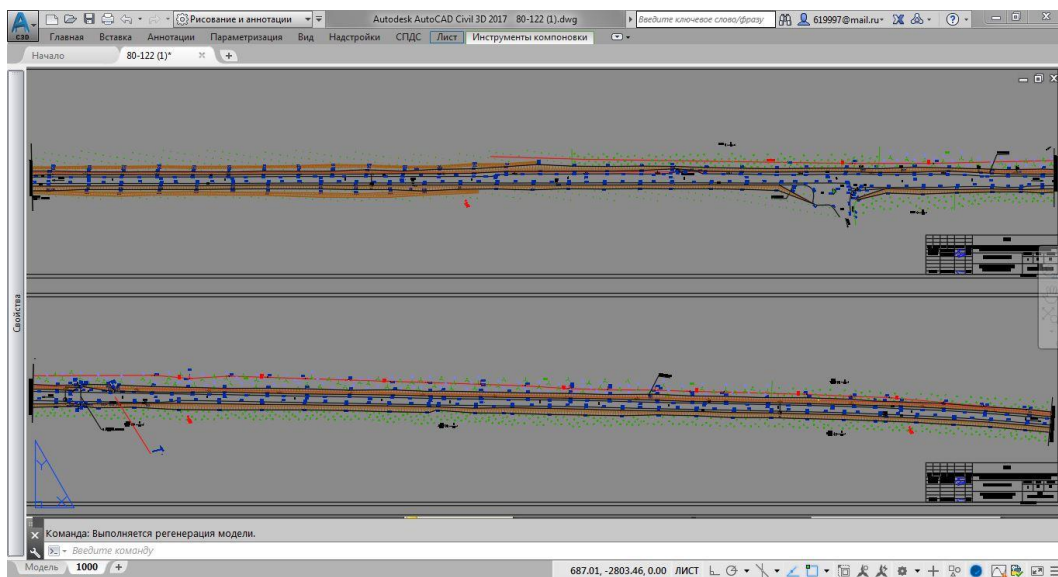 Рисование и аннотации
Autodesk AutoCAD Civil 3D 2017 80-122 (1).dwg
Введите ключевое слово/фразу
619997@mail.ru
C3D
Главная Вставка Аннотации Параметризация Вид Надстройки СПДС Лист Инструменты компоновки
Начало 80-122 (1)*
Свойства
Y
X
Команда: Выполняется регенерация модели.
Введите команду
Модель 1000
687.01, -2803.46, 0.00 ЛИСТ